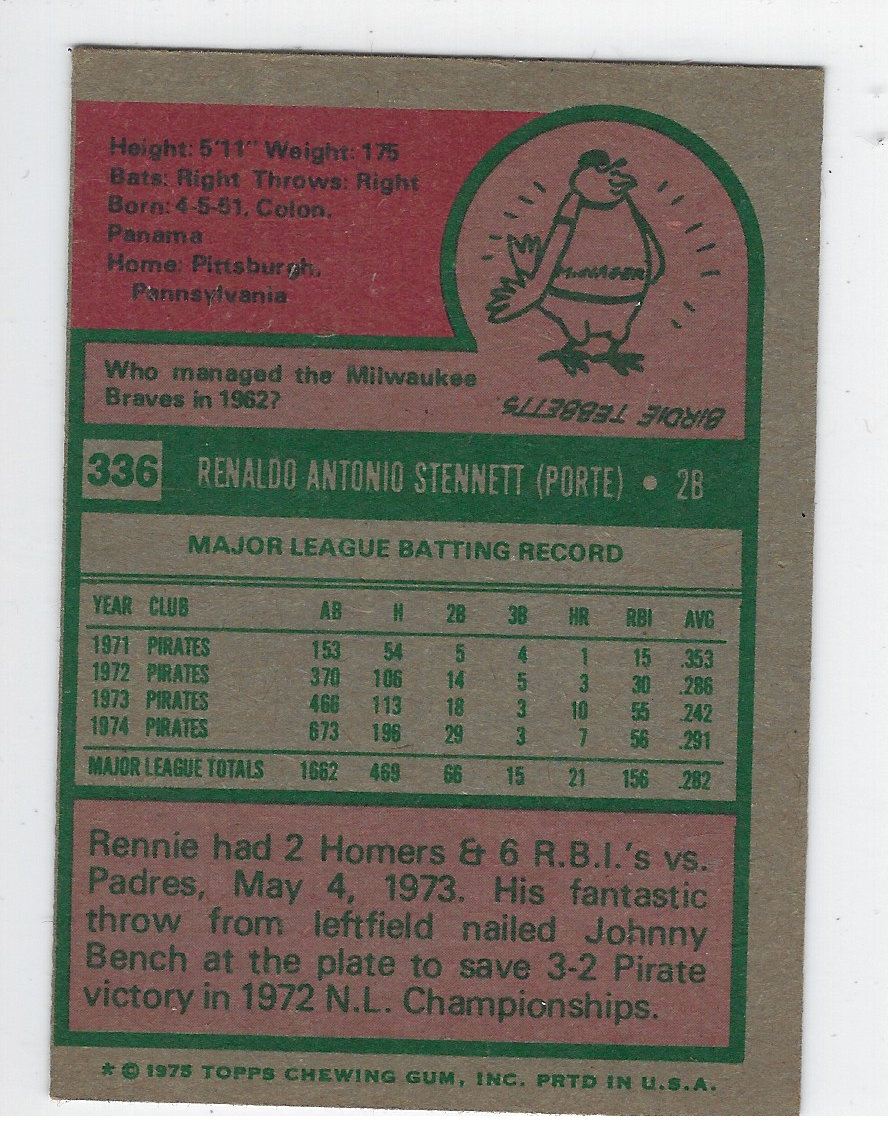 Height: 5'11" Weight: 175
Bats: Right Throws: Right
Born: 4-5-51, Colon,
Panama
Home: Pittsburgh,
Pennsylvania
MANAGER
Who managed the Milwaukee
Braves in 1962?
BIRDIE TEBBETTS.
336 RENALDO ANTONIO STENNETT (PORTE) • 2B
MAJOR LEAGUE BATTING RECORD
YEAR CLUB AB H 2B 3B HR RBI AVG
1971 PIRATES 153 54 5 4 1 15 .353
1972 PIRATES 370 106 14 5 3 30 .286
1973 PIRATES 466 113 18 3 10 55 .242
1974 PIRATES 673 196 29 3 7 56 .291
MAJOR LEAGUE TOTALS 1662 469 66 15 21 156 .282
Rennie had 2 Homers & 6 R.B.I.'s vs.
Padres, May 4, 1973. His fantastic
throw from leftfield nailed Johnny
Bench at the plate to save 3-2 Pirate
victory in 1972 N.L. Championships.
* © 1975 TOPPS CHEWING GUM, INC. PRTD IN U.S.A.